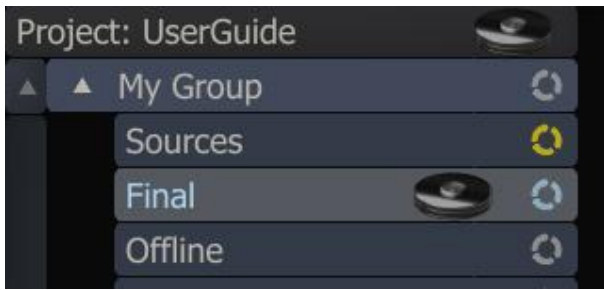 Project: UserGuide
My Group
Sources
Final
Offline